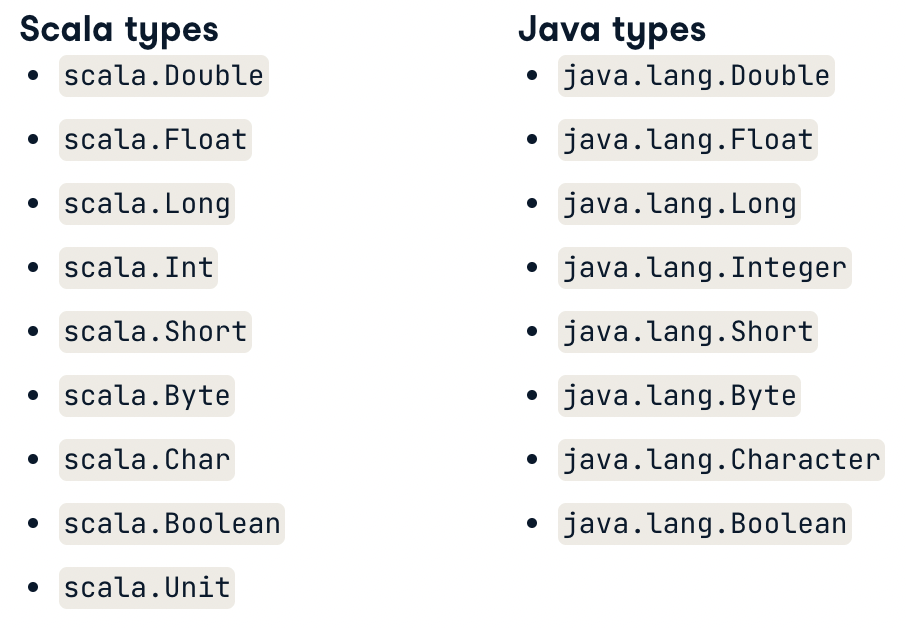 Scala types
scala.Double
scala.Float
scala.Long
scala.Int
scala.Short
scala.Byte
scala.Char
scala.Boolean
scala.Unit
Java types
java.lang.Double
java.lang.Float
java.lang.Long
java.lang.Integer
java.lang.Short
java.lang.Byte
java.lang.Character
java.lang.Boolean